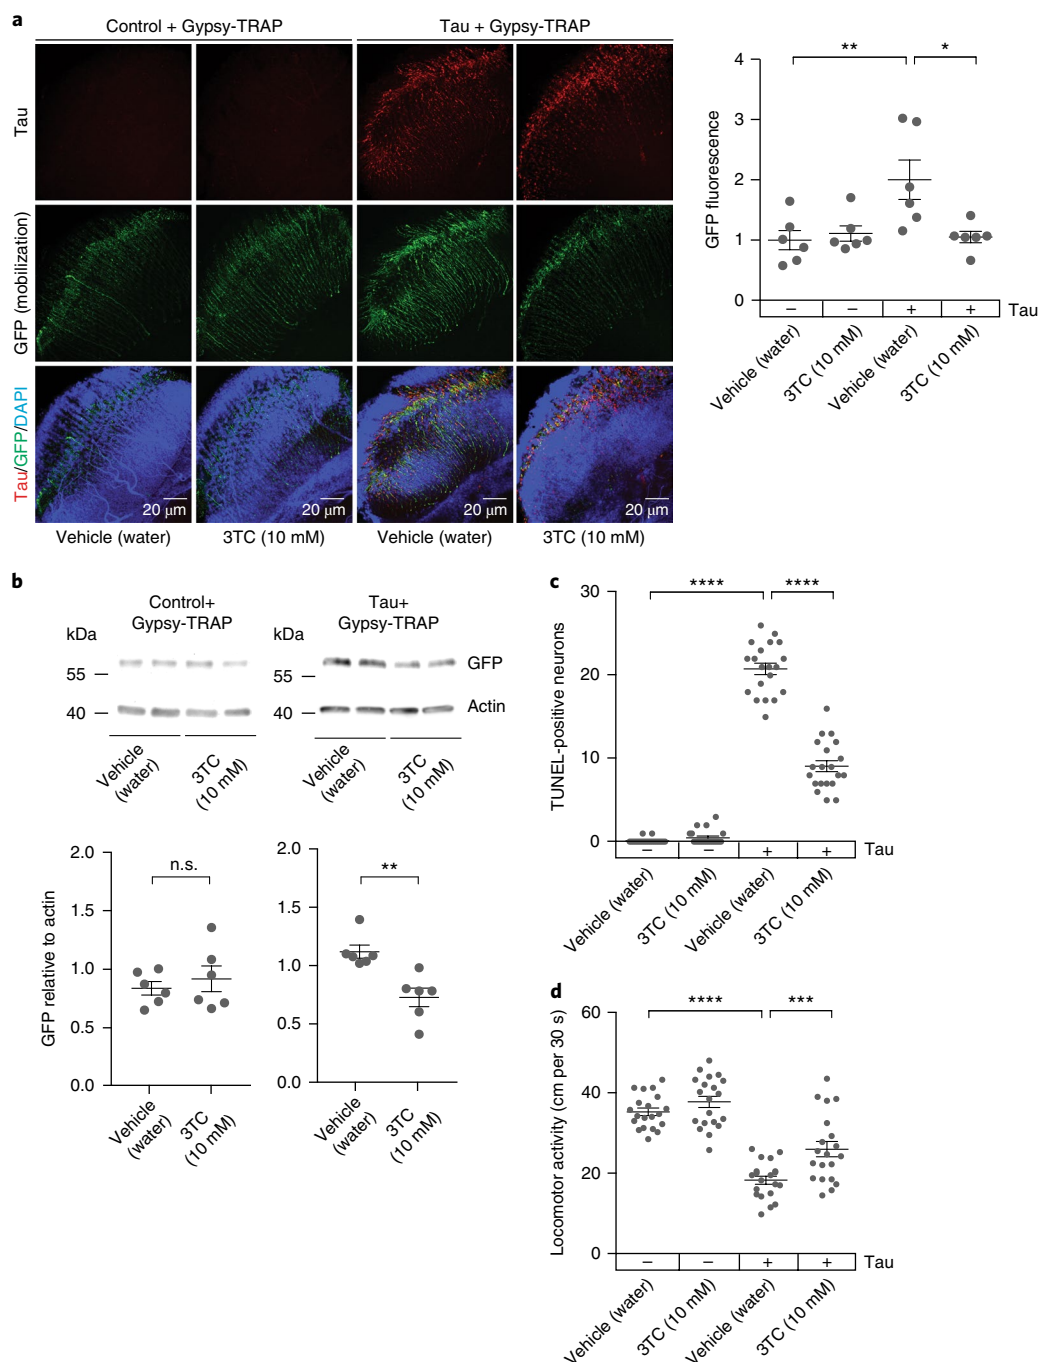 a
Control + Gypsy-TRAP
Tau + Gypsy-TRAP
Tau
GFP (mobilization)
Tau/GFP/DAPI
20 μm
20 μm
20 μm
20 μm
Vehicle (water)
3TC (10 mM)
Vehicle (water)
3TC (10 mM)
GFP fluorescence
4
3
2
1
0
**
*
– – + + Tau
Vehicle (water)
3TC (10 mM)
Vehicle (water)
3TC (10 mM)
b
Control+
Gypsy-TRAP
Tau+
Gypsy-TRAP
kDa
55
40
kDa
55
40
GFP
Actin
Vehicle
(water)
3TC
(10 mM)
Vehicle
(water)
3TC
(10 mM)
GFP relative to actin
2.0
1.5
1.0
0.5
0.0
n.s.
Vehicle
(water)
3TC
(10 mM)
2.0
1.5
1.0
0.5
0.0
**
Vehicle
(water)
3TC
(10 mM)
c
TUNEL-positive neurons
30
20
10
0
****
****
– – + + Tau
Vehicle (water)
3TC (10 mM)
Vehicle (water)
3TC (10 mM)
d
Locomotor activity (cm per 30 s)
60
40
20
0
****
***
– – + + Tau
Vehicle (water)
3TC (10 mM)
Vehicle (water)
3TC (10 mM)